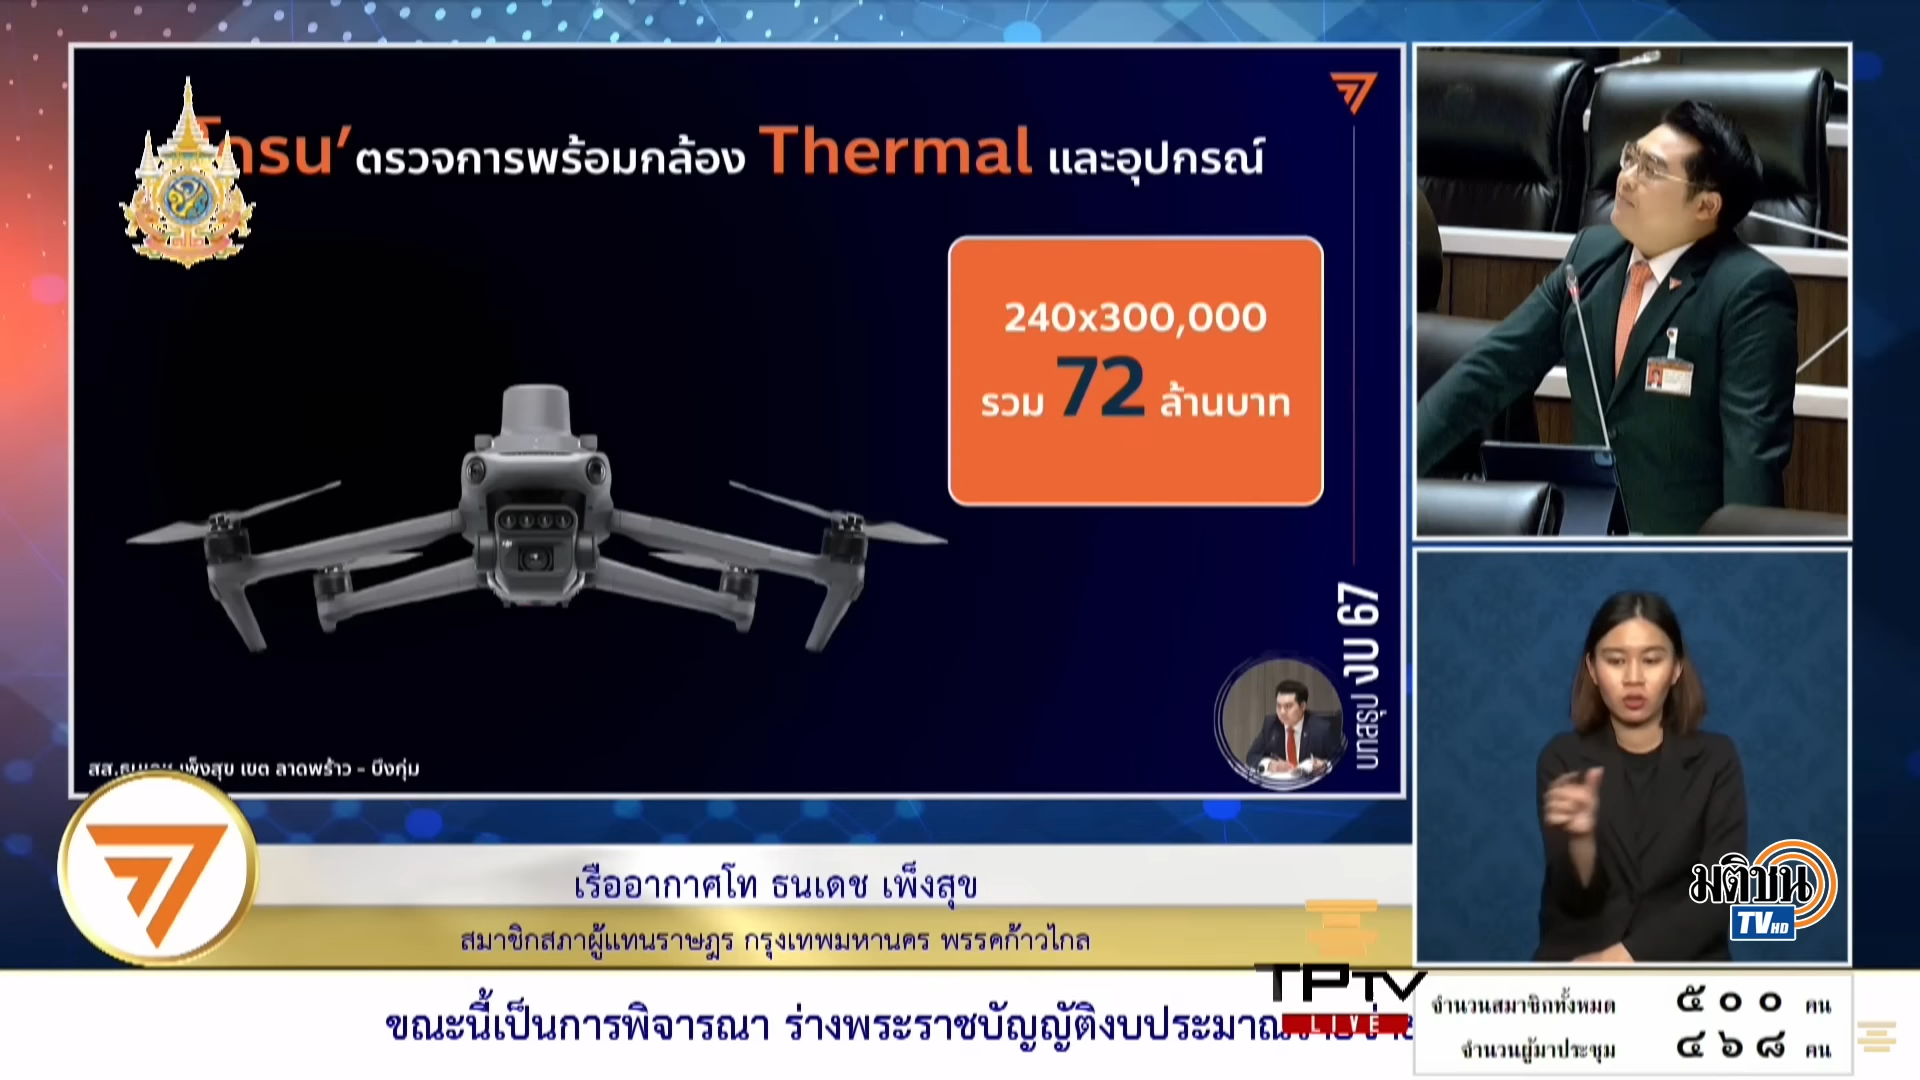 ตรวจการพร้อมกล้อง Thermal และอุปกรณ์
240x300,000
รวม 72 ล้านบาท
บทสรุป งบ 67
เพ็งสุข เขต ลาดพร้าว - บึงกุ่ม
เรืออากาศโท ธนเดช เพ็งสุข
สมาชิกสภาผู้แทนราษฎร กรุงเทพมหานคร พรรคก้าวไกล
ขณะนี้เป็นการพิจารณา ร่างพระราชบัญญัติงบประมาณ
TPTV
LIVE
มติชน
TV HD
จำนวนสมาชิกทั้งหมด ๕๐๐ คน
จำนวนผู้มาประชุม ๔๖๘ คน